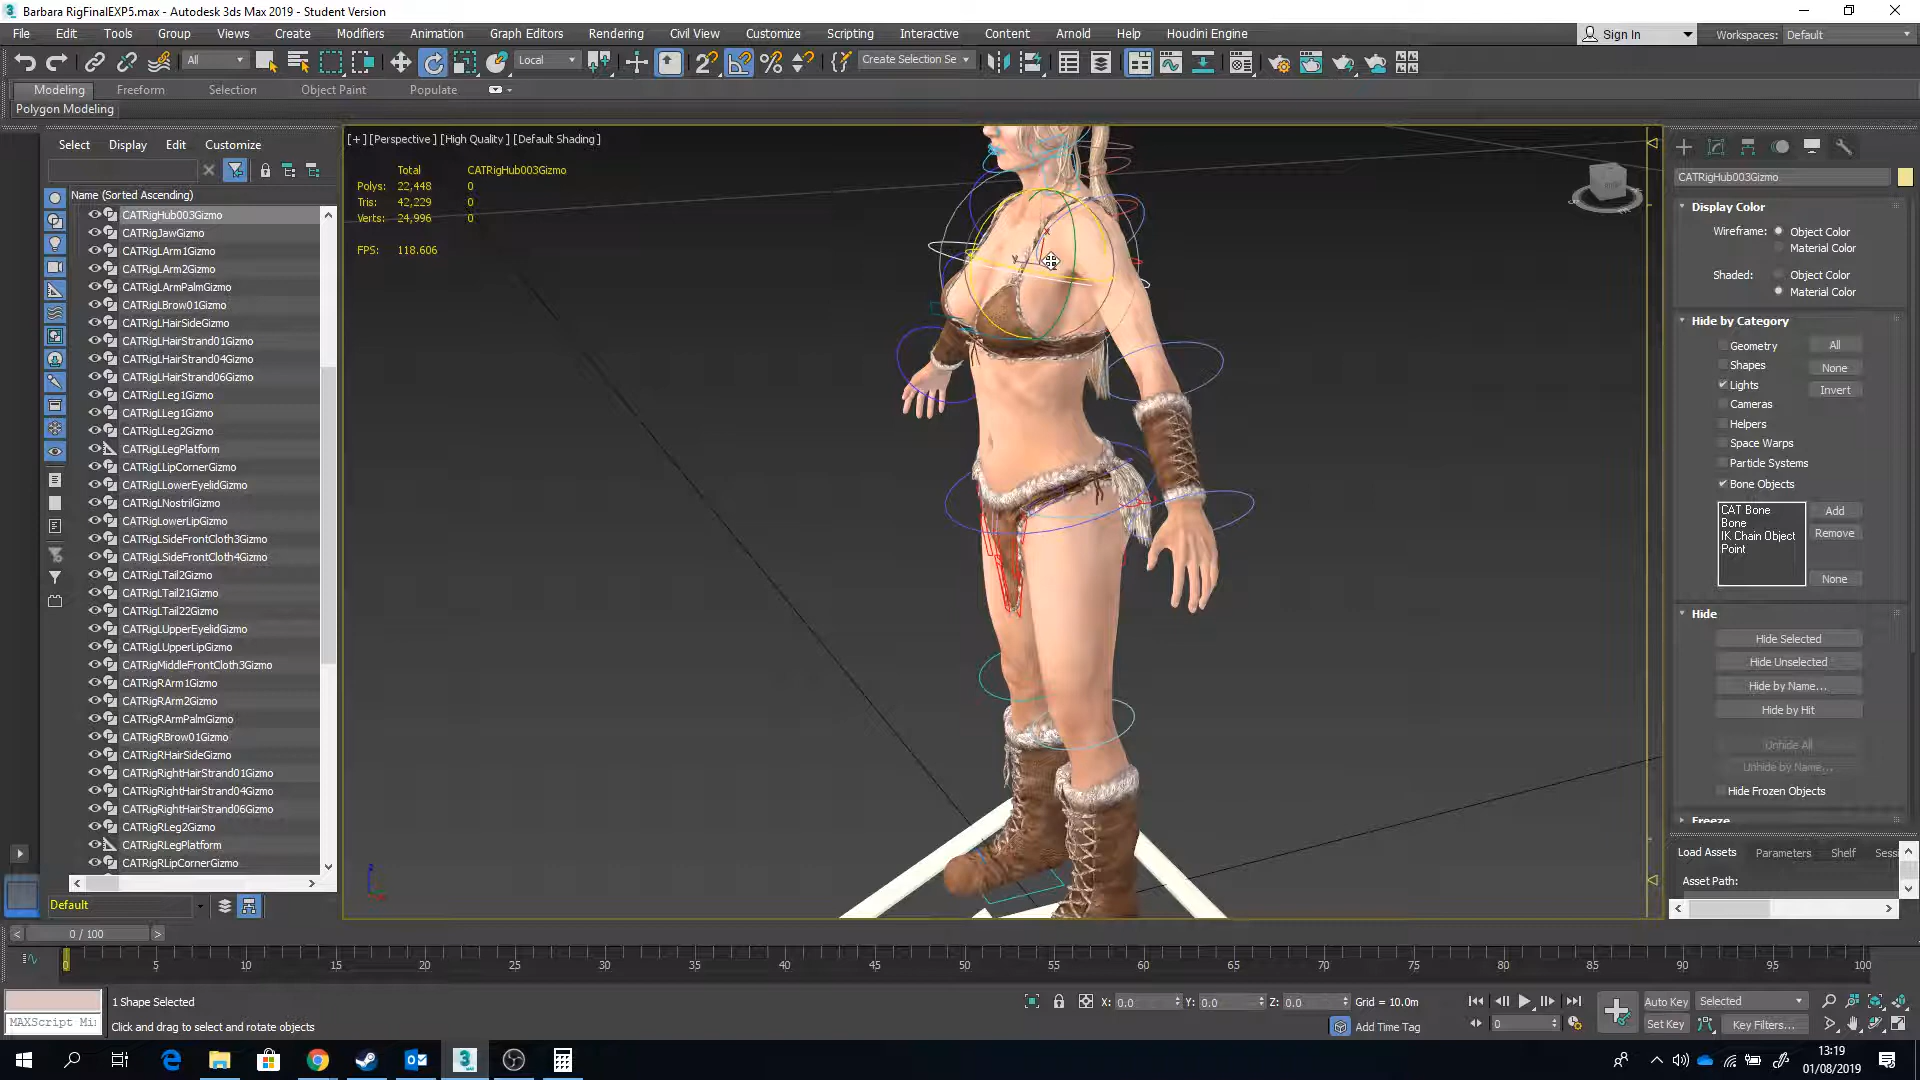 Barbara RigFinalEXP5.max - Autodesk 3ds Max 2019 - Student Version
File Edit Tools Group Views Create Modifiers Animation Graph Editors Rendering Civil View Customize Scripting Interactive Content Arnold Help Houdini Engine
Sign In Workspaces: Default
All Local Create Selection Se
Modeling Freeform Selection Object Paint Populate
Polygon Modeling
Select Display Edit Customize
Name (Sorted Ascending)
CATRigHub003Gizmo
CATRigJawGizmo
CATRigLArm1Gizmo
CATRigLArm2Gizmo
CATRigLArmPalmGizmo
CATRigLBrow01Gizmo
CATRigLHairSideGizmo
CATRigLHairStrand01Gizmo
CATRigLHairStrand04Gizmo
CATRigLHairStrand06Gizmo
CATRigLLeg1Gizmo
CATRigLLeg1Gizmo
CATRigLLeg2Gizmo
CATRigLLegPlatform
CATRigLLipCornerGizmo
CATRigLLowerEyelidGizmo
CATRigLNostrilGizmo
CATRigLowerLipGizmo
CATRigLSideFrontCloth3Gizmo
CATRigLSideFrontCloth4Gizmo
CATRigLTail2Gizmo
CATRigLTail21Gizmo
CATRigLTail22Gizmo
CATRigLUpperEyelidGizmo
CATRigLUpperLipGizmo
CATRigMiddleFrontCloth3Gizmo
CATRigRArm1Gizmo
CATRigRArm2Gizmo
CATRigRArmPalmGizmo
CATRigRBrow01Gizmo
CATRigRHairSideGizmo
CATRigRightHairStrand01Gizmo
CATRigRightHairStrand04Gizmo
CATRigRightHairStrand06Gizmo
CATRigRLeg2Gizmo
CATRigRLegPlatform
CATRigRLipCornerGizmo
Default
[+] [Perspective] [High Quality] [Default Shading]
Total CATRigHub003Gizmo
Polys: 22,448 0
Tris: 42,229 0
Verts: 24,996 0
FPS: 118.606
CATRigHub003Gizmo
Display Color
Wireframe: Object Color
Material Color
Shaded: Object Color
Material Color
Hide by Category
Geometry All
Shapes None
Lights Invert
Cameras
Helpers
Space Warps
Particle Systems
Bone Objects
CAT Bone Add
Bone
IK Chain Object Remove
Point
None
Hide
Hide Selected
Hide Unselected
Hide by Name...
Hide by Hit
Unhide All
Unhide by Name...
Hide Frozen Objects
Freeze
Load Assets Parameters Shelf Sessi
Asset Path:
0 / 100
0 5 10 15 20 25 30 35 40 45 50 55 60 65 70 75 80 85 90 95 100
1 Shape Selected X: 0.0 Y: 0.0 Z: 0.0 Grid = 10.0m Auto Key Selected
MAXScript Mi Click and drag to select and rotate objects Add Time Tag 0 Set Key Key Filters...
13:19
01/08/2019